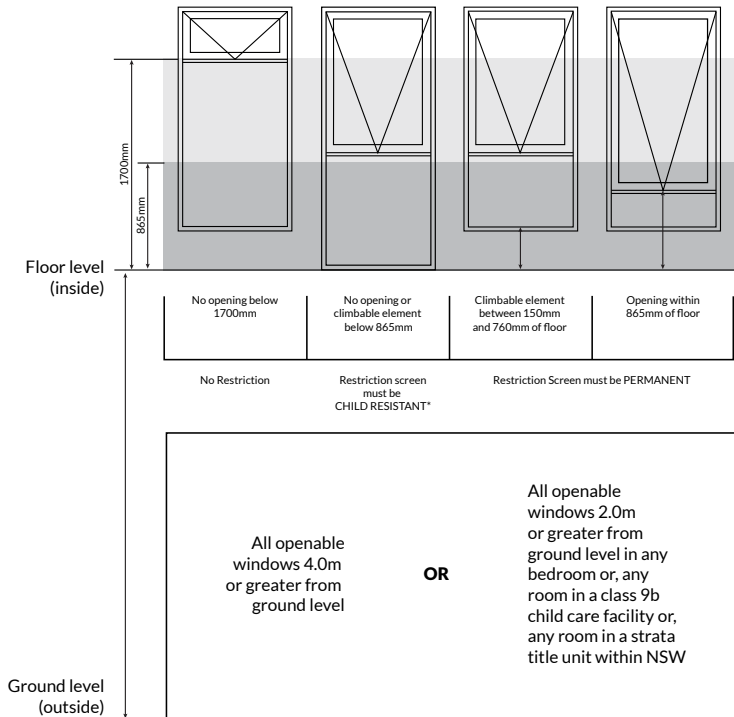 1700mm
865mm
Floor level
(inside)
No opening below
1700mm
No opening or
climbable element
below 865mm
Climbable element
between 150mm
and 760mm of floor
Opening within
865mm of floor
No Restriction
Restriction screen
must be
CHILD RESISTANT*
Restriction Screen must be PERMANENT
All openable
windows 4.0m
or greater from
ground level
OR
All openable
windows 2.0m
or greater from
ground level in any
bedroom or, any
room in a class 9b
child care facility or,
any room in a strata
title unit within NSW
Ground level
(outside)